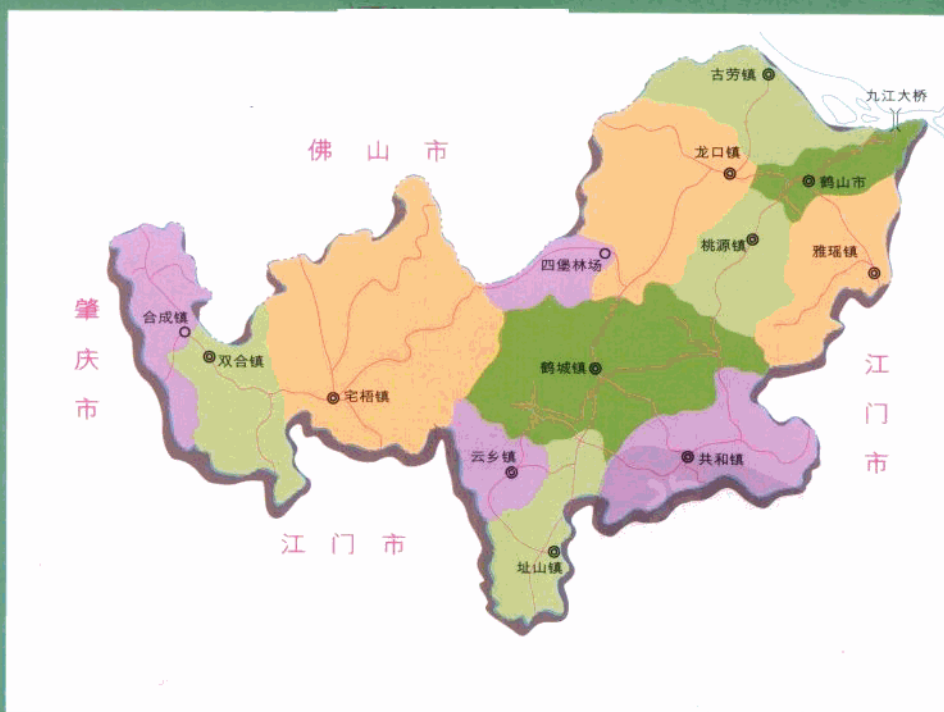 古劳镇
九江大桥
佛山市
龙口镇
鹤山市
桃源镇
雅瑶镇
四堡林场
肇庆市
合成镇
双合镇
宅梧镇
鹤城镇
江门市
云乡镇
共和镇
江门市
址山镇